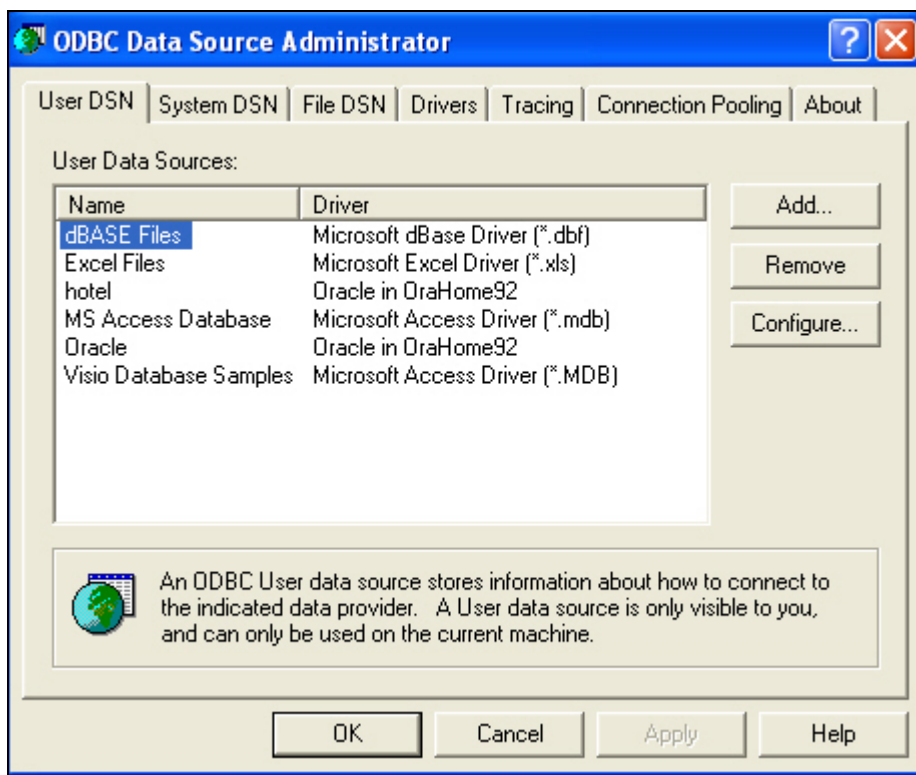 ODBC Data Source Administrator
User DSN System DSN File DSN Drivers Tracing Connection Pooling About
User Data Sources:
Name Driver
dBASE Files Microsoft dBase Driver (*.dbf)
Excel Files Microsoft Excel Driver (*.xls)
hotel Oracle in OraHome92
MS Access Database Microsoft Access Driver (*.mdb)
Oracle Oracle in OraHome92
Visio Database Samples Microsoft Access Driver (*.MDB)
Add...
Remove
Configure...
An ODBC User data source stores information about how to connect to
the indicated data provider. A User data source is only visible to you,
and can only be used on the current machine.
OK Cancel Apply Help